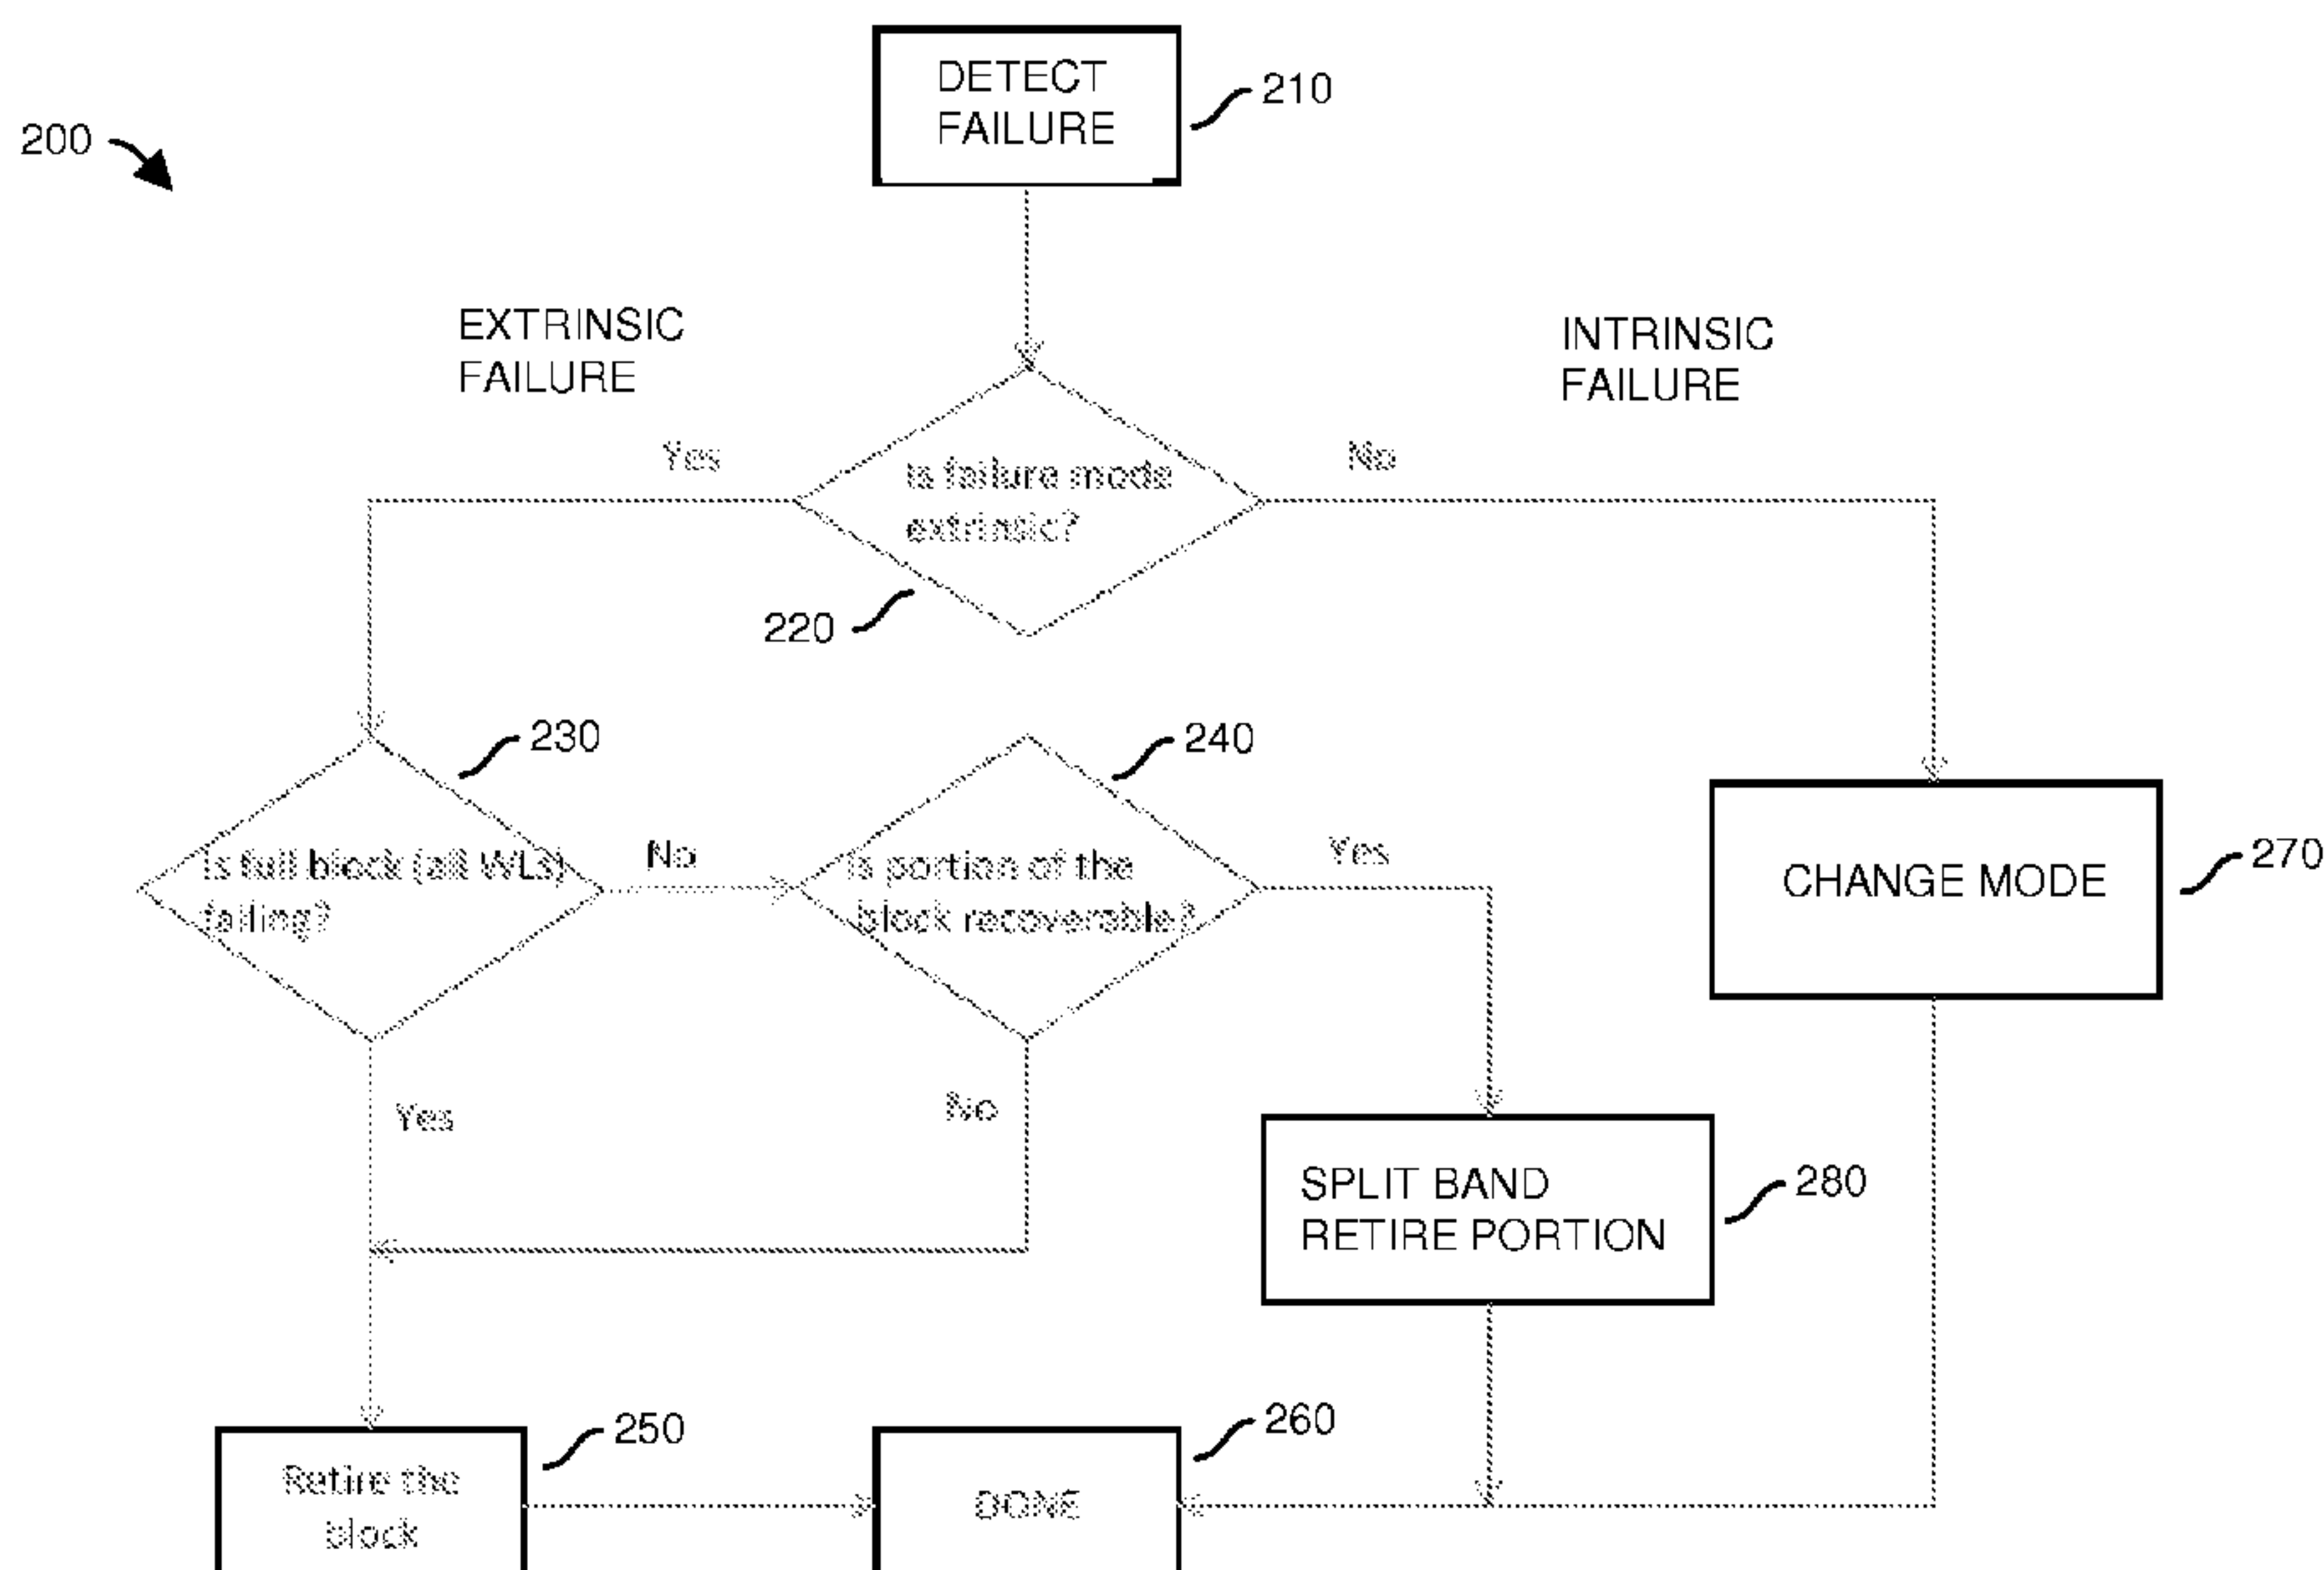 DETECT
FAILURE
210
200
EXTRINSIC
FAILURE
INTRINSIC
FAILURE
Yes
No
Is failure mode
extrinsic?
220
230
240
Is full block (all WLs)
failing?
No
Is portion of the
block recoverable?
Yes
CHANGE MODE
270
Yes
No
SPLIT BAND
RETIRE PORTION
280
250
260
Retire the
block
DONE